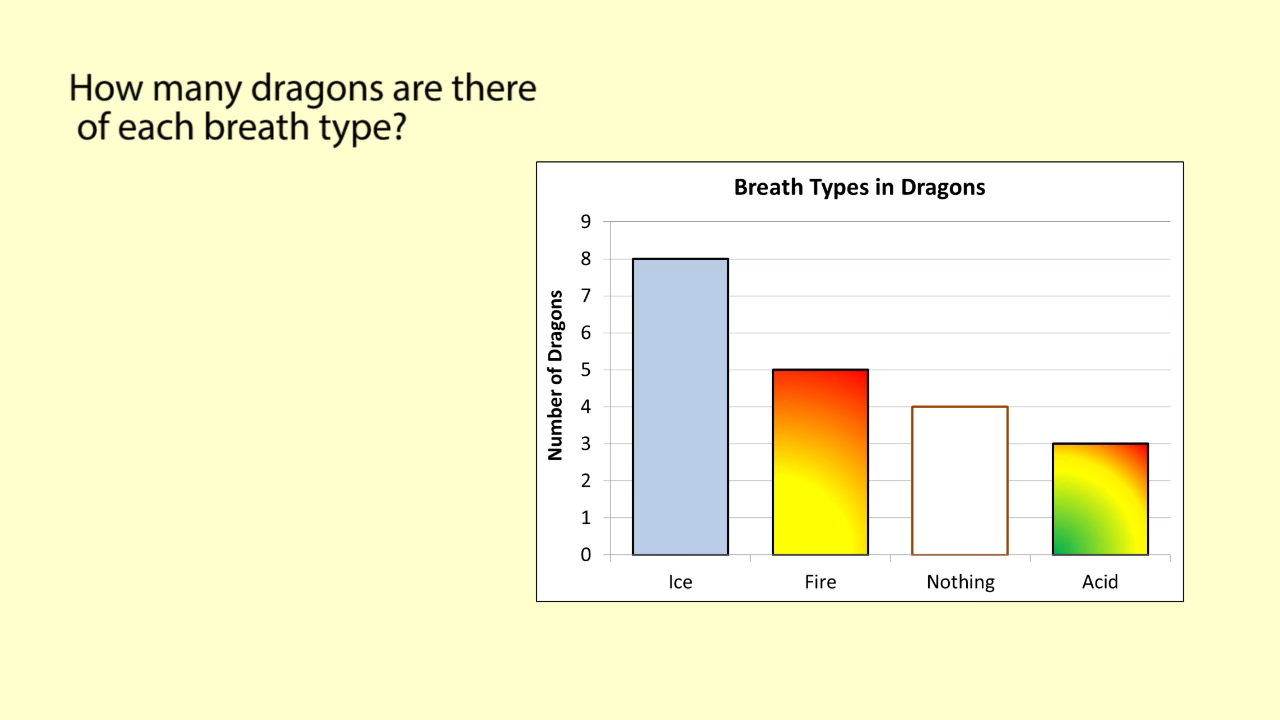 How many dragons are there
of each breath type?
Breath Types in Dragons
Number of Dragons
9
8
7
6
5
4
3
2
1
0
Ice Fire Nothing Acid